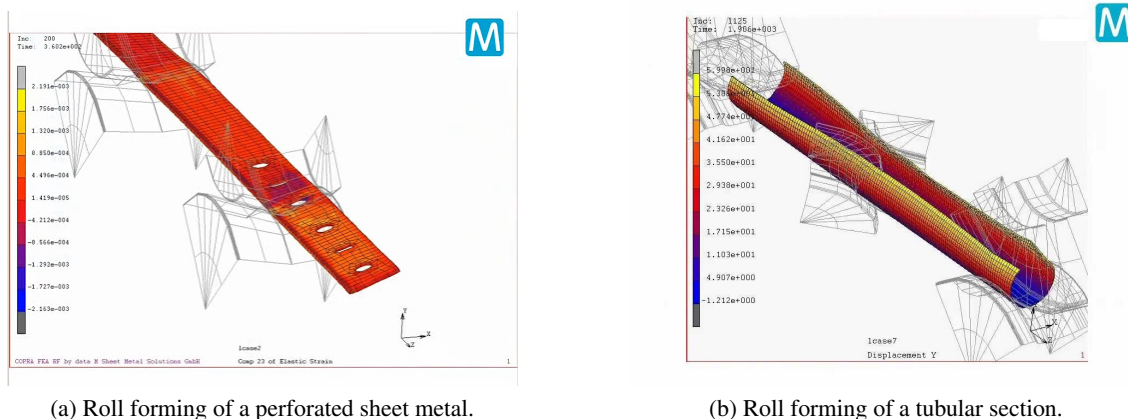 M
Inc: 200
Time: 3.602e+002
2.191e-003
1.756e-003
1.320e-003
8.850e-004
4.496e-004
1.419e-005
-4.212e-004
-8.566e-004
-1.292e-003
-1.727e-003
-2.163e-003
Y
X
Z
lcase2
COPRA FEA RF by data M Sheet Metal Solutions GmbH
Comp 23 of Elastic Strain
1
(a) Roll forming of a perforated sheet metal.
M
Inc: 1125
Time: 1.906e+003
5.998e+001
4.774e+001
4.162e+001
3.550e+001
2.938e+001
2.326e+001
1.715e+001
1.103e+001
4.907e+000
-1.212e+000
Y
X
Z
lcase7
Displacement Y
1
(b) Roll forming of a tubular section.